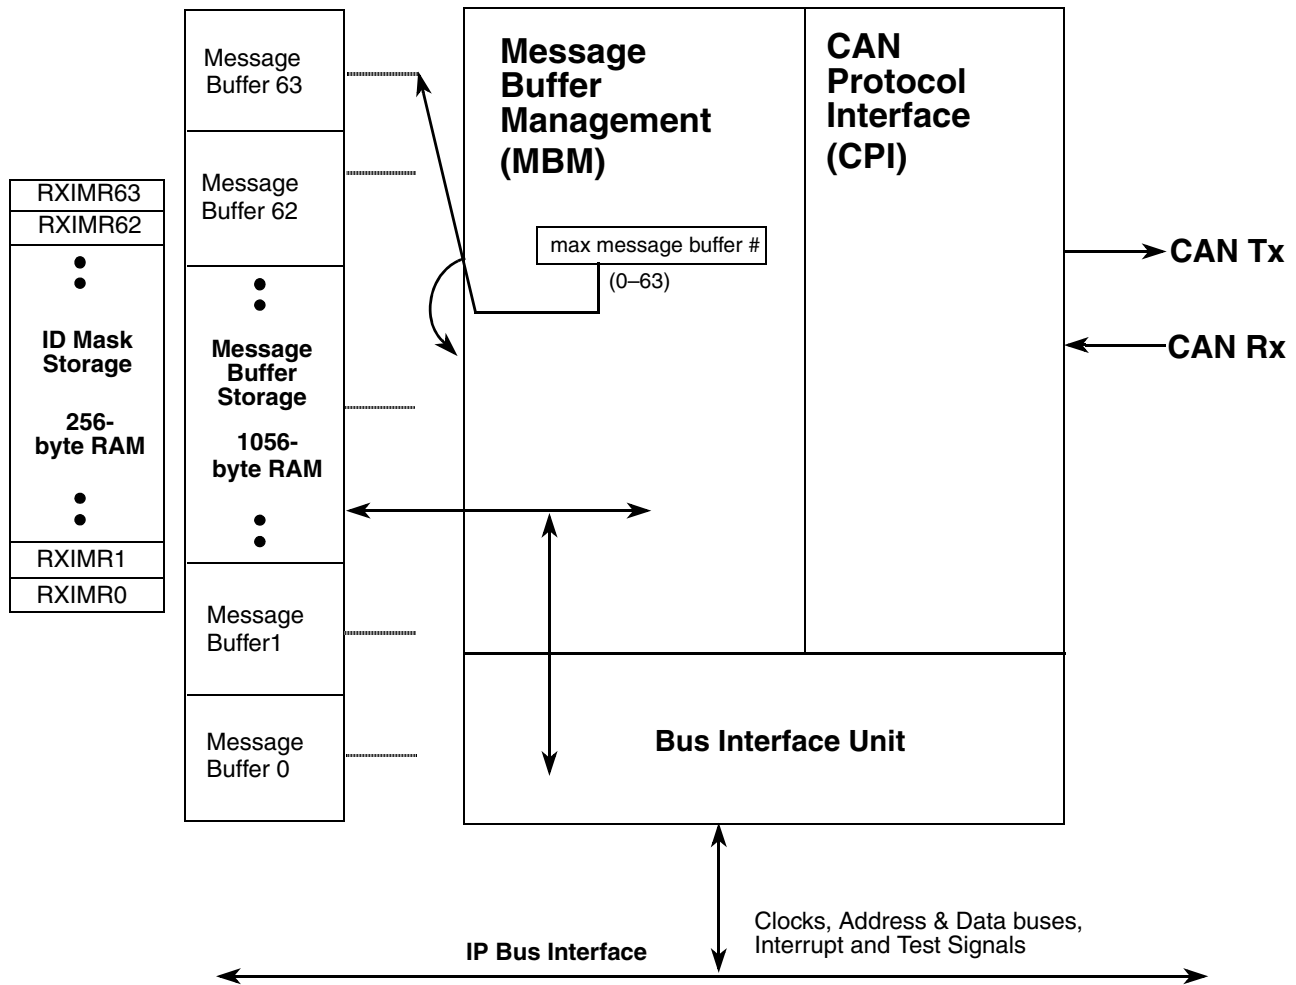 RXIMR63
RXIMR62
ID Mask
Storage
256-
byte RAM
RXIMR1
RXIMR0
Message
Buffer 63
Message
Buffer 62
Message
Buffer
Storage
1056-
byte RAM
Message
Buffer1
Message
Buffer 0
Message
Buffer
Management
(MBM)
max message buffer #
(0–63)
CAN
Protocol
Interface
(CPI)
CAN Tx
CAN Rx
Bus Interface Unit
Clocks, Address & Data buses,
Interrupt and Test Signals
IP Bus Interface